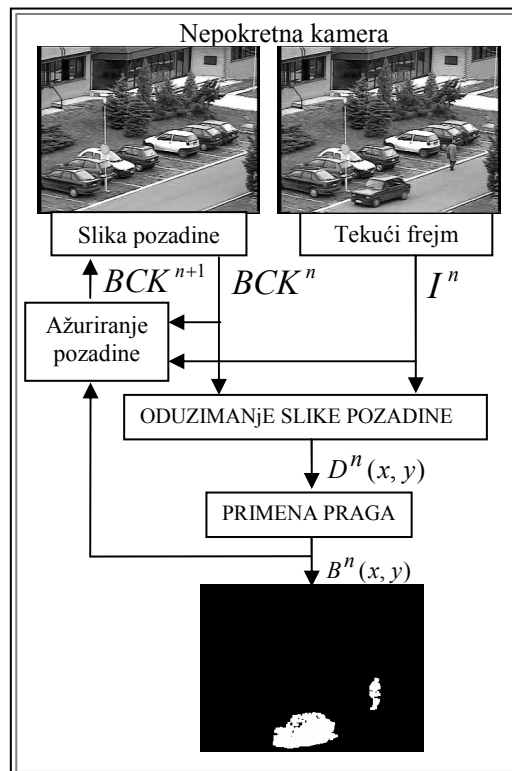 Nepokretna kamera
Slika pozadine
Tekući frejm
BCK^{n+1}
BCK^n
I^n
Ažuriranje
pozadine
ODUZIMANjE SLIKE POZADINE
D^n(x, y)
PRIMENA PRAGA
B^n(x, y)